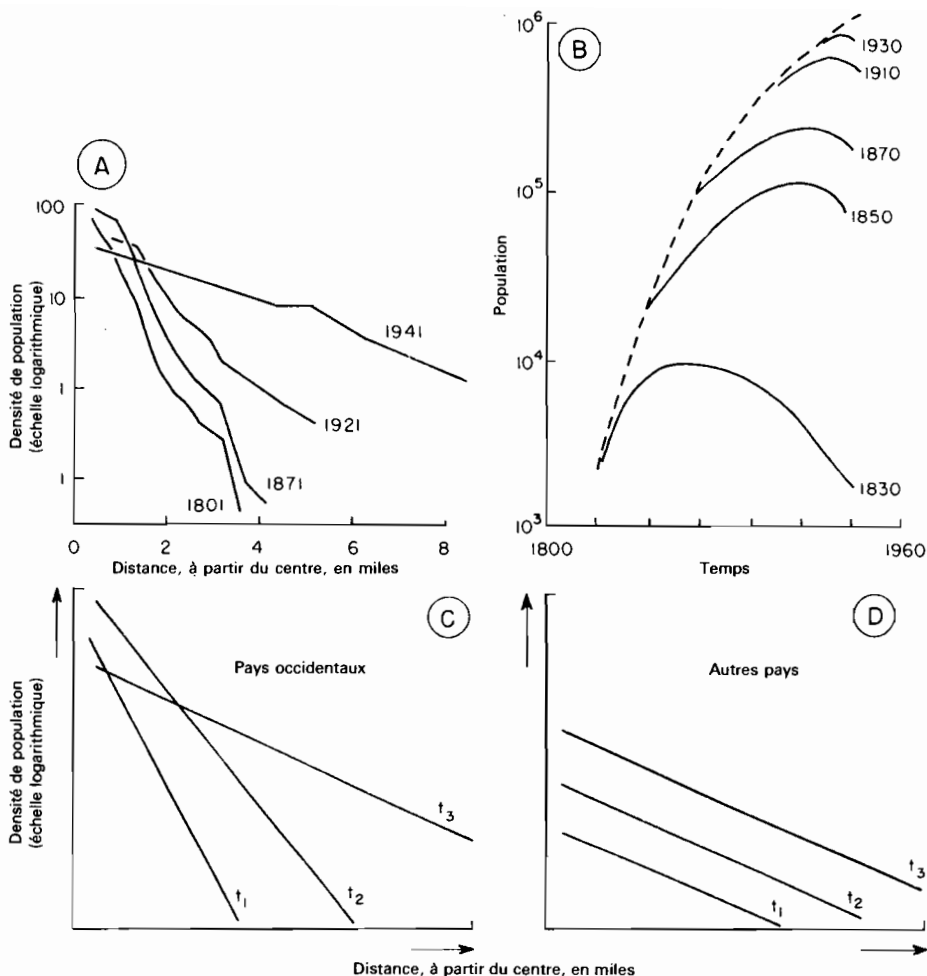 A
Densité de population
(échelle logarithmique)
100
10
1
1
0 2 4 6 8
1801
1871
1921
1941
Distance, à partir du centre, en miles
B
Population
10⁶
10⁵
10⁴
10³
1930
1910
1870
1850
1830
1800 1960
Temps
C
Densité de population
(échelle logarithmique)
Pays occidentaux
t₁
t₂
t₃
D
Autres pays
t₁
t₂
t₃
Distance, à partir du centre, en miles